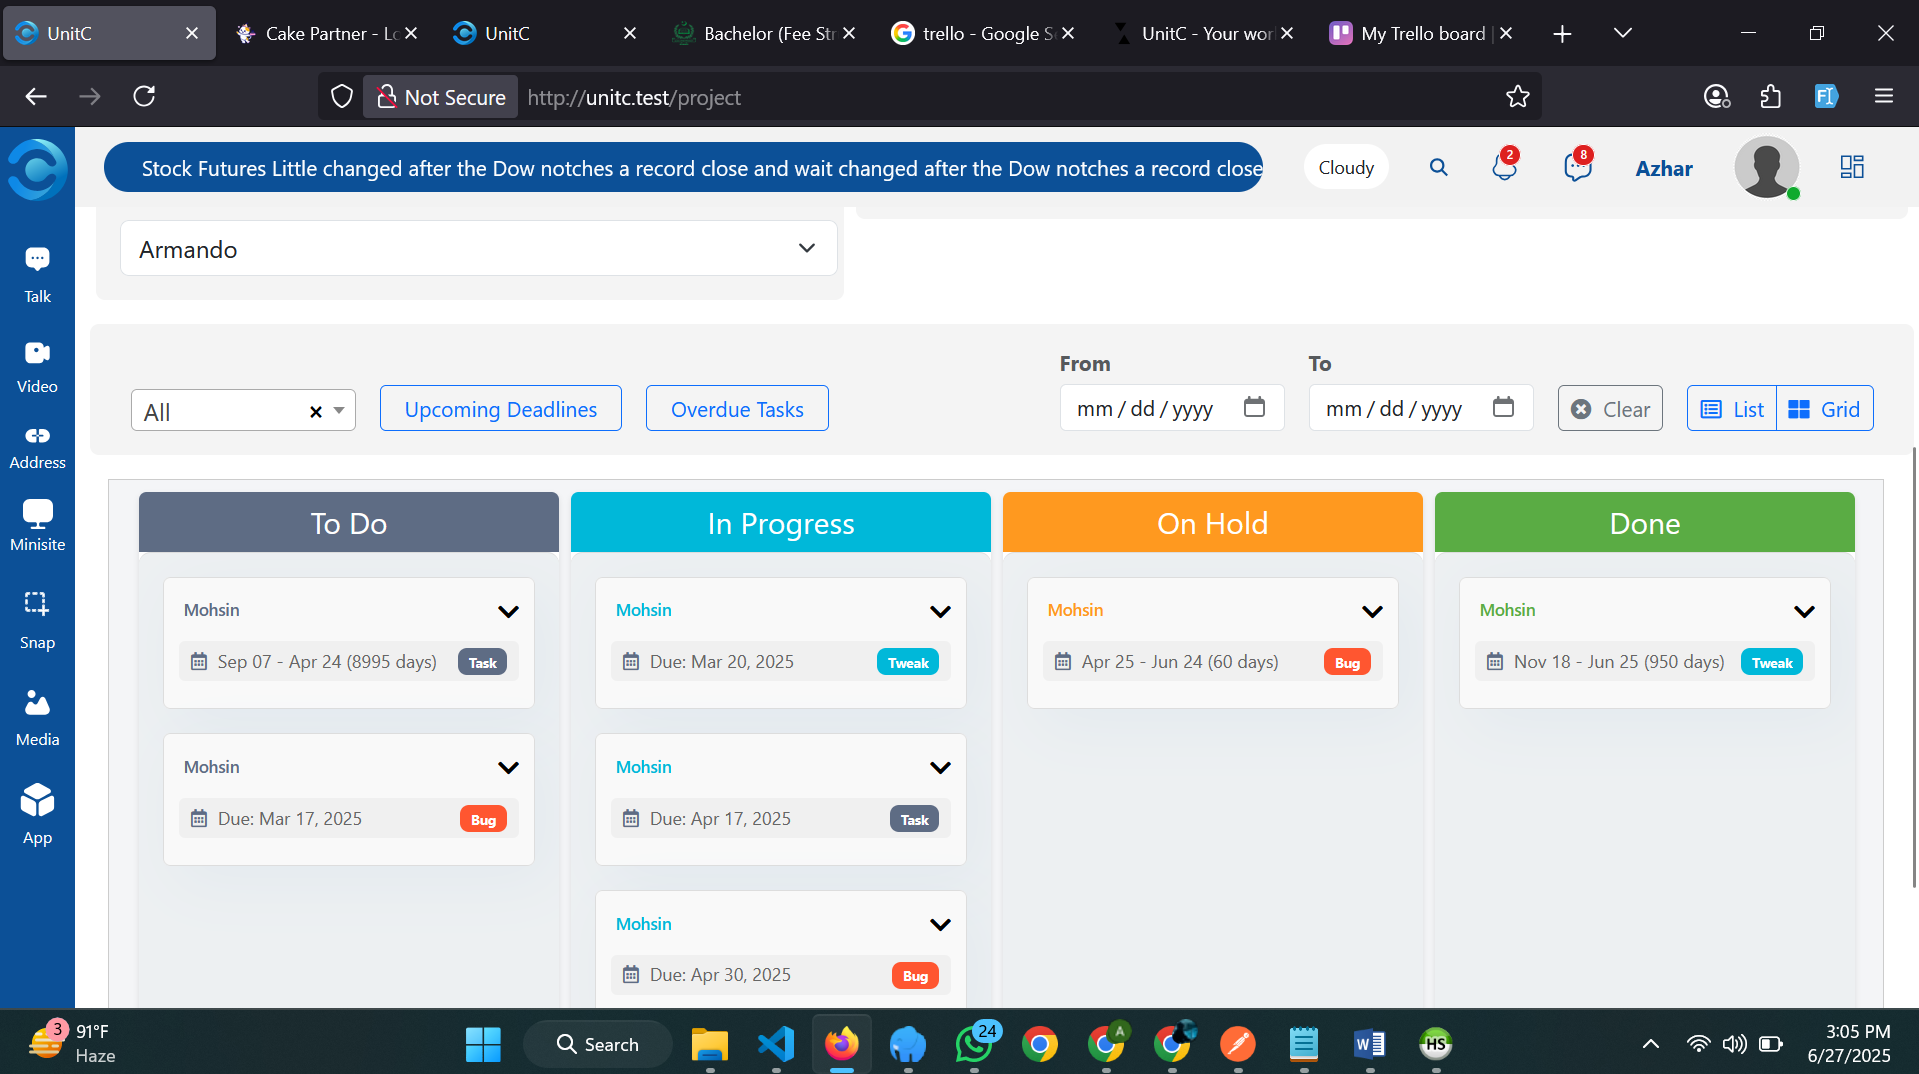 UnitC
Cake Partner - Lo
UnitC
Bachelor (Fee Str
trello - Google Se
UnitC - Your wor
My Trello board |
Not Secure
http://unitc.test/project
Stock Futures Little changed after the Dow notches a record close and wait changed after the Dow notches a record close
Cloudy
2
8
Azhar
Armando
Talk
Video
Address
Minisite
Snap
Media
App
From
To
All
Upcoming Deadlines
Overdue Tasks
mm / dd / yyyy
mm / dd / yyyy
Clear
List
Grid
To Do
In Progress
On Hold
Done
Mohsin
Sep 07 - Apr 24 (8995 days)
Task
Mohsin
Due: Mar 17, 2025
Bug
Mohsin
Due: Mar 20, 2025
Tweak
Mohsin
Due: Apr 17, 2025
Task
Mohsin
Due: Apr 30, 2025
Bug
Mohsin
Apr 25 - Jun 24 (60 days)
Bug
Mohsin
Nov 18 - Jun 25 (950 days)
Tweak
3
91°F
Haze
Search
24
A
W
HS
3:05 PM
6/27/2025